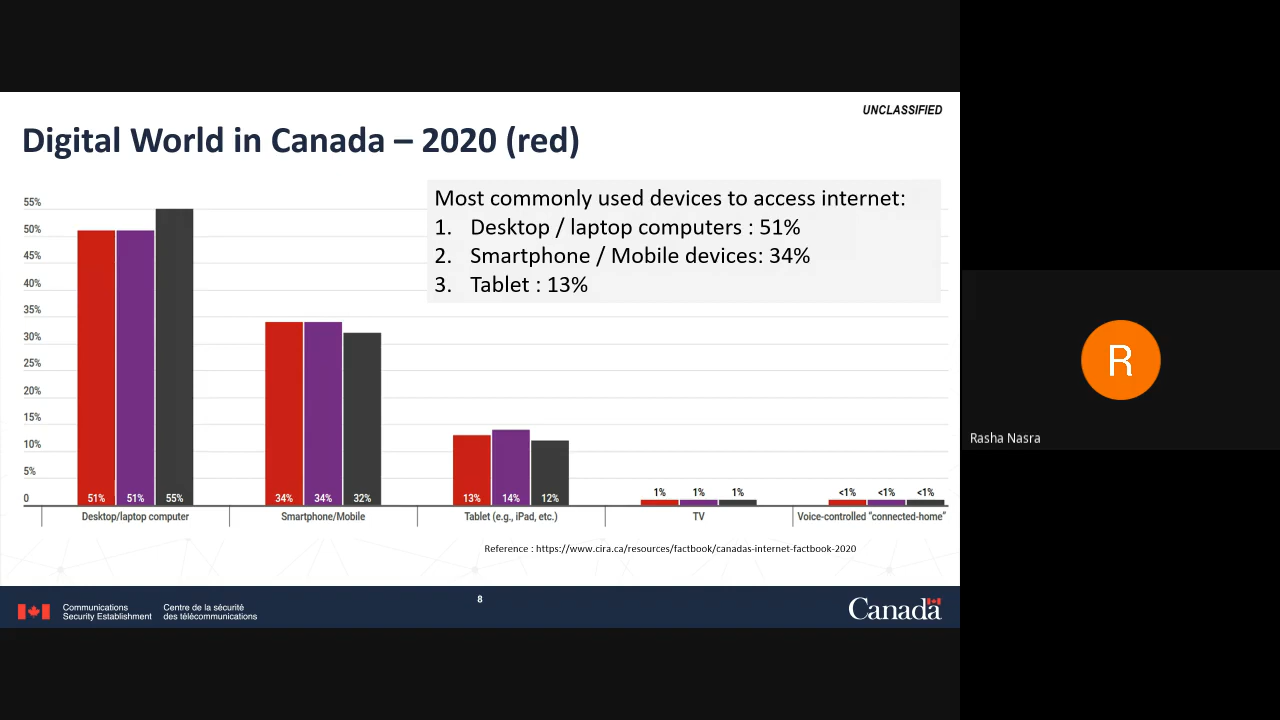 UNCLASSIFIED
Digital World in Canada – 2020 (red)
Most commonly used devices to access internet:
1. Desktop / laptop computers : 51%
2. Smartphone / Mobile devices: 34%
3. Tablet : 13%
55%
50%
45%
40%
35%
30%
25%
20%
15%
10%
5%
0
51% 51% 55%
34% 34% 32%
13% 14% 12%
1% 1% 1%
<1% <1% <1%
Desktop/laptop computer
Smartphone/Mobile
Tablet (e.g., iPad, etc.)
TV
Voice-controlled “connected-home”
Reference : https://www.cira.ca/resources/factbook/canadas-internet-factbook-2020
8
Communications
Security Establishment
Centre de la sécurité
des télécommunications
Canada
R
Rasha Nasra